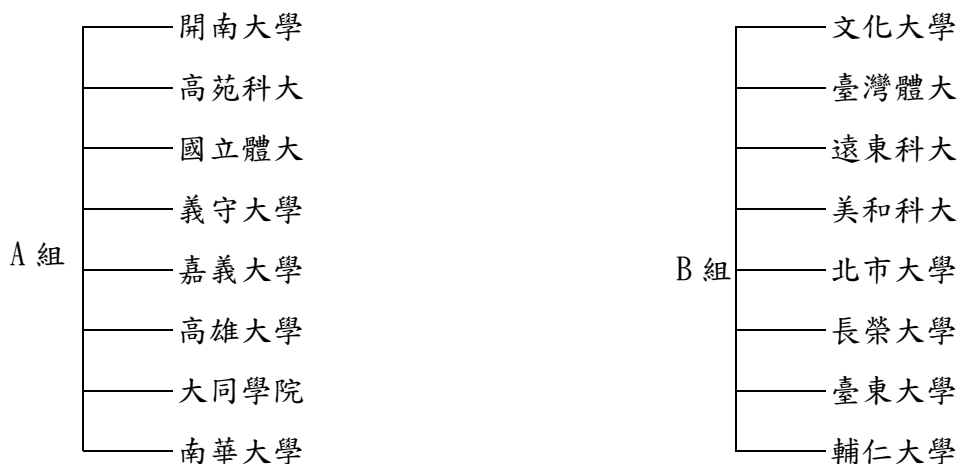 A 組
開南大學
高苑科大
國立體大
義守大學
嘉義大學
高雄大學
大同學院
南華大學
B 組
文化大學
臺灣體大
遠東科大
美和科大
北市大學
長榮大學
臺東大學
輔仁大學